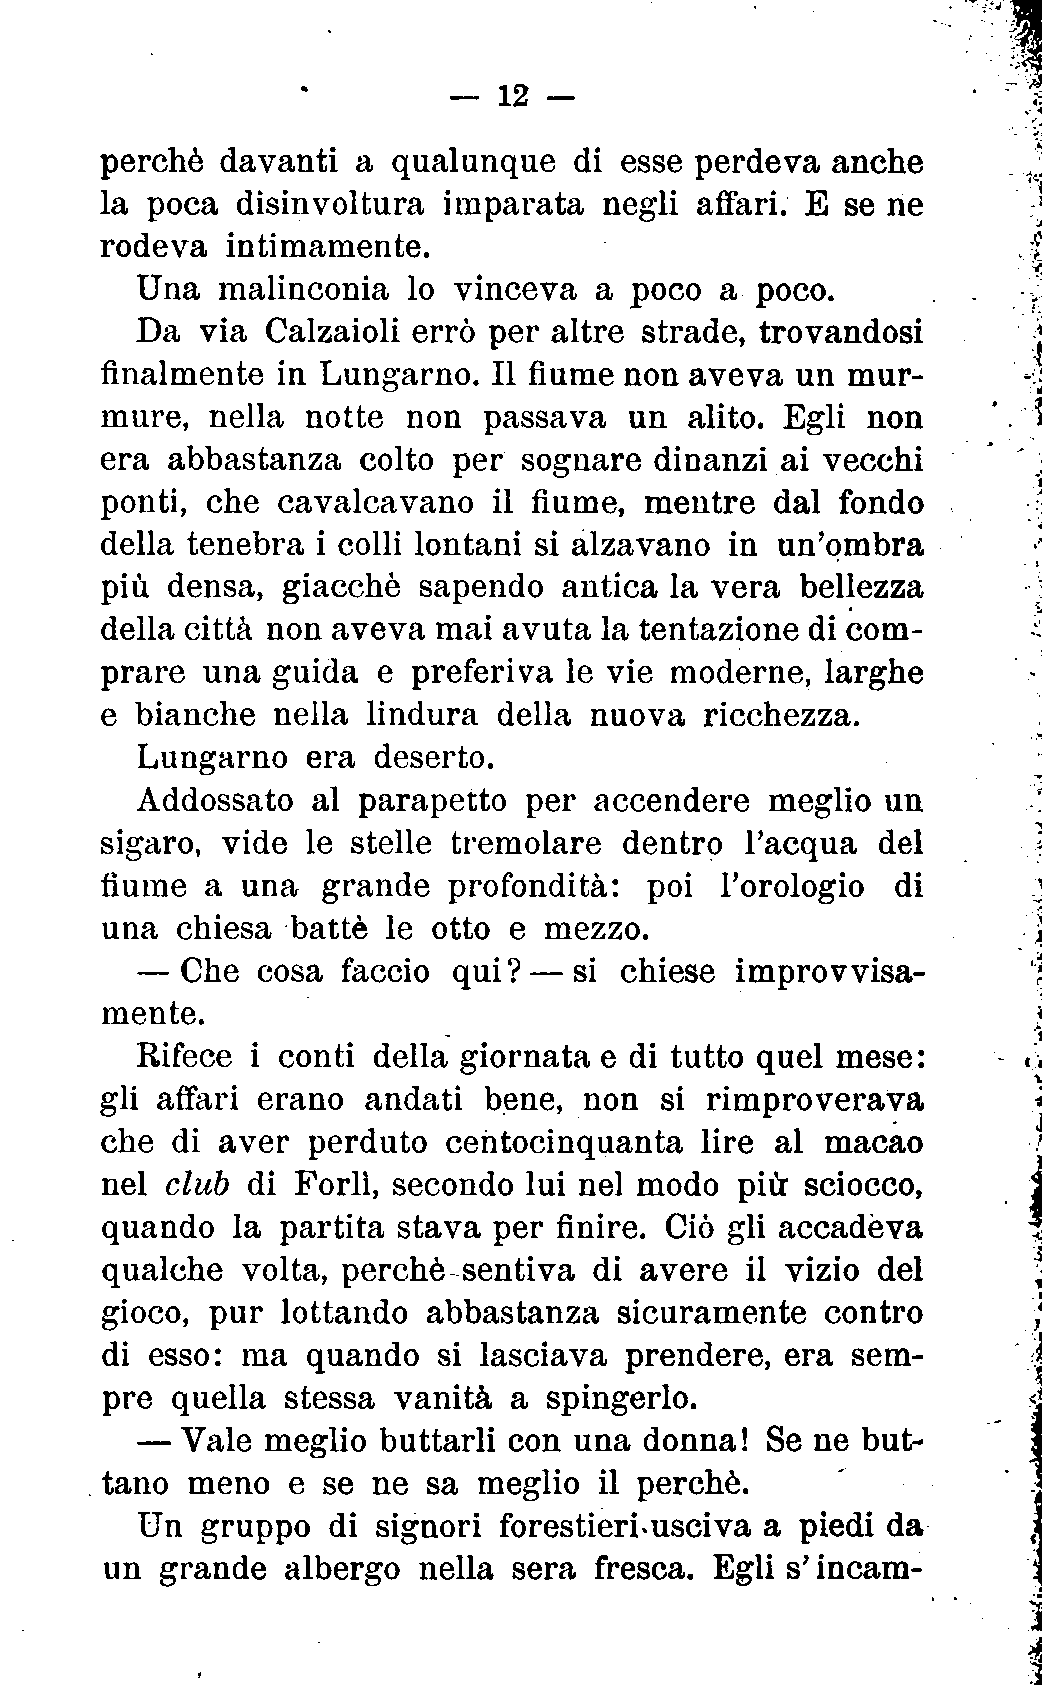 — 12 —
perchè davanti a qualunque di esse perdeva anche
la poca disinvoltura imparata negli affari. E se ne
rodeva intimamente.
Una malinconia lo vinceva a poco a poco.
Da via Calzaioli errò per altre strade, trovandosi
finalmente in Lungarno. Il fiume non aveva un mur-
mure, nella notte non passava un alito. Egli non
era abbastanza colto per sognare dinanzi ai vecchi
ponti, che cavalcavano il fiume, mentre dal fondo
della tenebra i colli lontani si alzavano in un'ombra
più densa, giacchè sapendo antica la vera bellezza
della città non aveva mai avuta la tentazione di com-
prare una guida e preferiva le vie moderne, larghe
e bianche nella lindura della nuova ricchezza.
Lungarno era deserto.
Addossato al parapetto per accendere meglio un
sigaro, vide le stelle tremolare dentro l'acqua del
fiume a una grande profondità: poi l'orologio di
una chiesa battè le otto e mezzo.
— Che cosa faccio qui? — si chiese improvvisa-
mente.
Rifece i conti della giornata e di tutto quel mese:
gli affari erano andati bene, non si rimproverava
che di aver perduto centocinquanta lire al macao
nel club di Forlì, secondo lui nel modo più sciocco,
quando la partita stava per finire. Ciò gli accadeva
qualche volta, perchè sentiva di avere il vizio del
gioco, pur lottando abbastanza sicuramente contro
di esso: ma quando si lasciava prendere, era sem-
pre quella stessa vanità a spingerlo.
— Vale meglio buttarli con una donna! Se ne but-
tano meno e se ne sa meglio il perchè.
Un gruppo di signori forestieri usciva a piedi da
un grande albergo nella sera fresca. Egli s'incam-